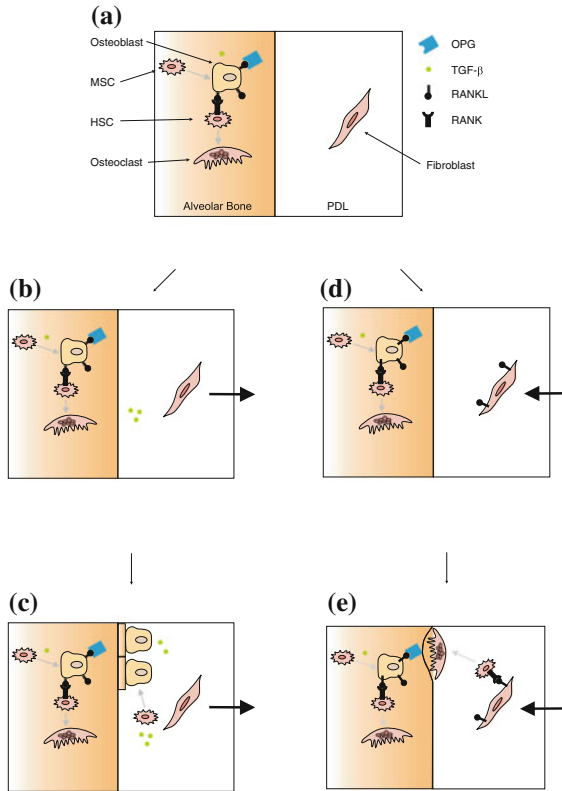 (a)
Osteoblast
OPG
TGF-β
MSC
RANKL
HSC
RANK
Osteoclast
Fibroblast
Alveolar Bone
PDL
(b)
(d)
(c)
(e)